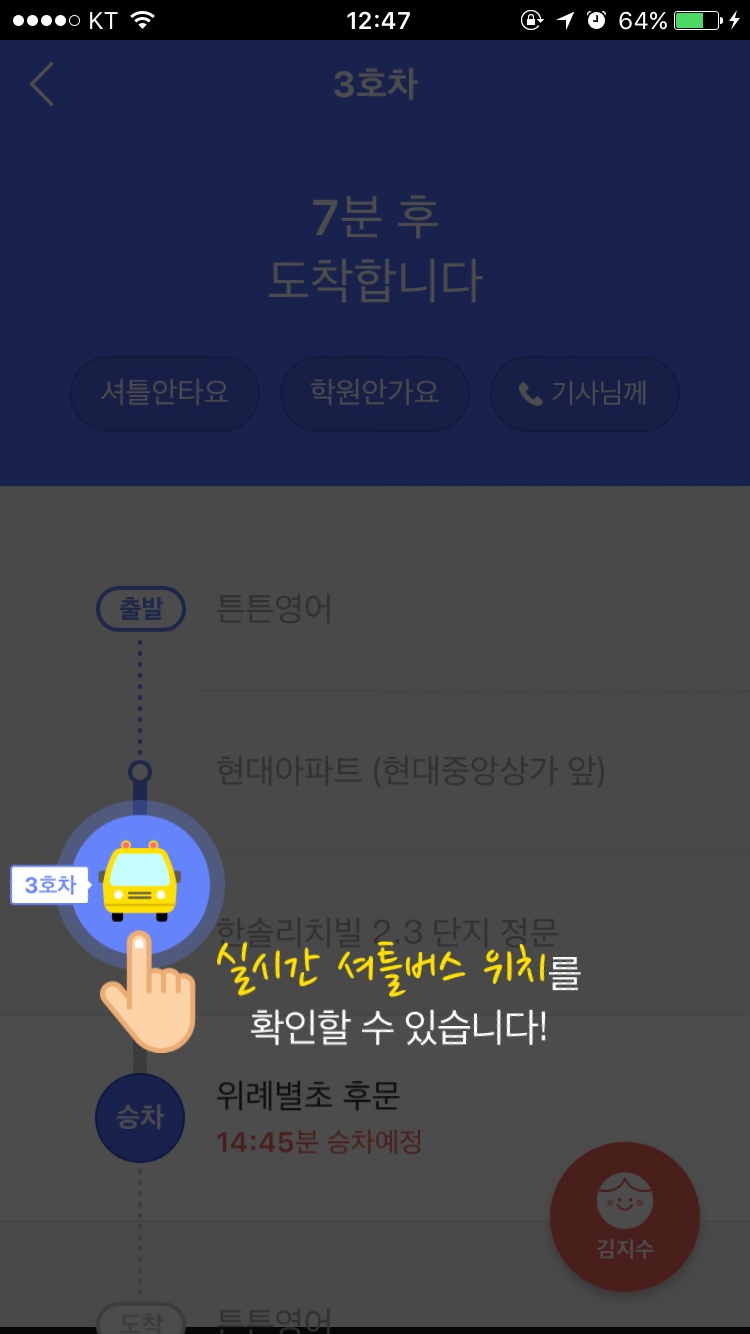 KT 12:47 64%
3호차
7분 후
도착합니다
셔틀안타요 학원안가요 기사님께
출발 튼튼영어
현대아파트 (현대중앙상가 앞)
3호차
한솔리치빌 2.3 단지 정문
실시간 셔틀버스 위치를
확인할 수 있습니다!
승차 위례별초 후문
14:45분 승차예정
김지수
도착 튼튼영어